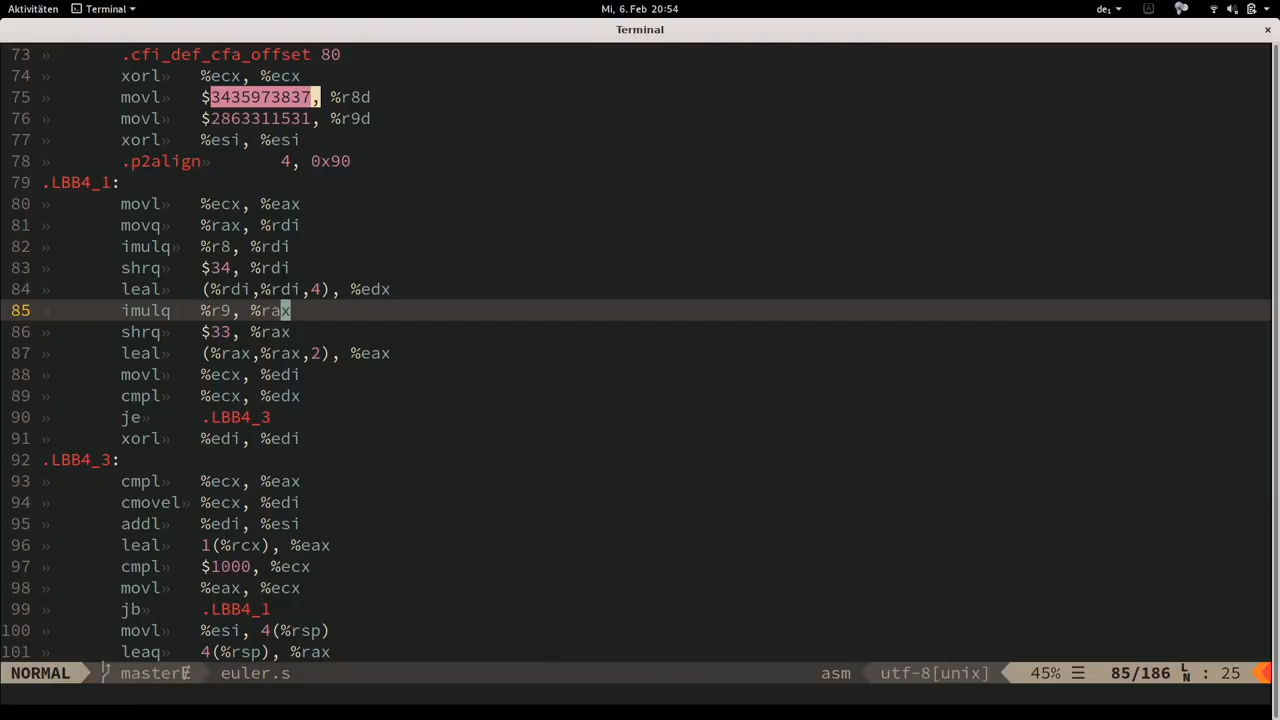 Aktivitäten Terminal Mi, 6. Feb 20:54 de₁
Terminal ×
73 » .cfi_def_cfa_offset 80
74 » xorl» %ecx, %ecx
75 » movl» $3435973837, %r8d
76 » movl» $2863311531, %r9d
77 » xorl» %esi, %esi
78 » .p2align» 4, 0x90
79 .LBB4_1:
80 » movl» %ecx, %eax
81 » movq» %rax, %rdi
82 » imulq» %r8, %rdi
83 » shrq» $34, %rdi
84 » leal» (%rdi,%rdi,4), %edx
85 » imulq %r9, %rax
86 » shrq» $33, %rax
87 » leal» (%rax,%rax,2), %eax
88 » movl» %ecx, %edi
89 » cmpl» %ecx, %edx
90 » je» .LBB4_3
91 » xorl» %edi, %edi
92 .LBB4_3:
93 » cmpl» %ecx, %eax
94 » cmovel» %ecx, %edi
95 » addl» %edi, %esi
96 » leal» 1(%rcx), %eax
97 » cmpl» $1000, %ecx
98 » movl» %eax, %ecx
99 » jb» .LBB4_1
100 » movl» %esi, 4(%rsp)
101 » leaq» 4(%rsp), %rax
NORMAL master euler.s asm utf-8[unix] 45% ☰ 85/186 LN : 25